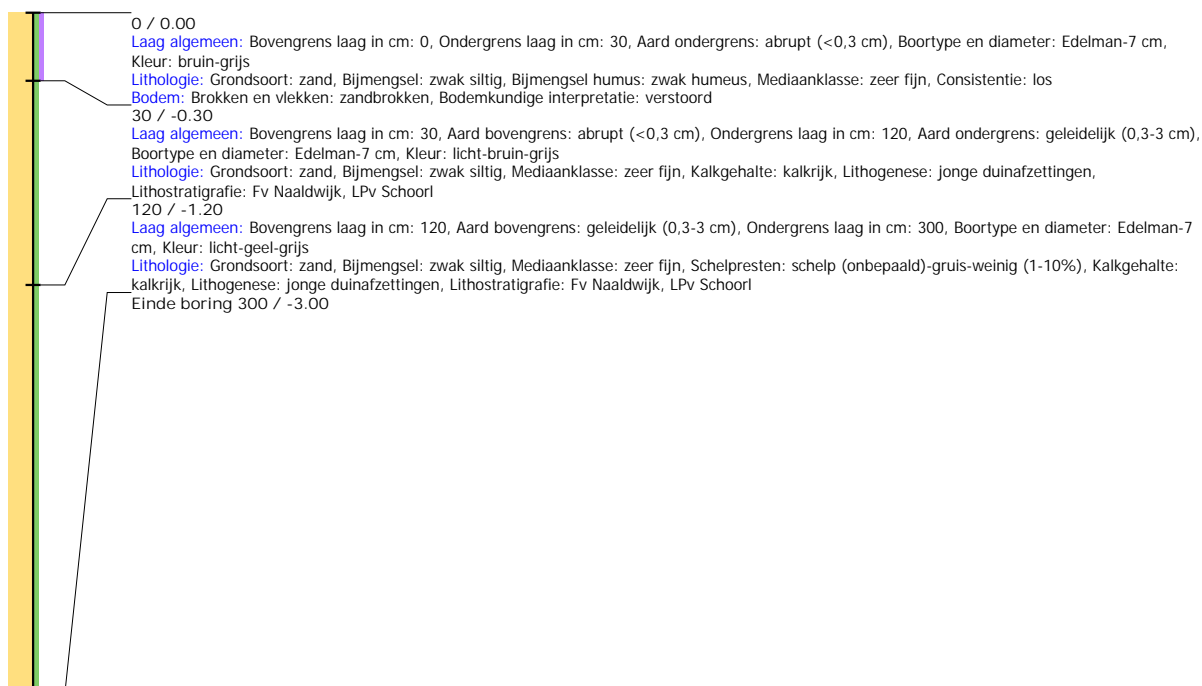 0 / 0.00
Laag algemeen: Bovengrens laag in cm: 0, Ondergrens laag in cm: 30, Aard ondergrens: abrupt (<0,3 cm), Boortype en diameter: Edelman-7 cm,
Kleur: bruin-grijs
Lithologie: Grondsoort: zand, Bijmengsel: zwak siltig, Bijmengsel humus: zwak humeus, Mediaanklasse: zeer fijn, Consistentie: los
Bodem: Brokken en vlekken: zandbrokken, Bodemkundige interpretatie: verstoord
30 / -0.30
Laag algemeen: Bovengrens laag in cm: 30, Aard bovengrens: abrupt (<0,3 cm), Ondergrens laag in cm: 120, Aard ondergrens: geleidelijk (0,3-3 cm),
Boortype en diameter: Edelman-7 cm, Kleur: licht-bruin-grijs
Lithologie: Grondsoort: zand, Bijmengsel: zwak siltig, Mediaanklasse: zeer fijn, Kalkgehalte: kalkrijk, Lithogenese: jonge duinafzettingen,
Lithostratigrafie: Fv Naaldwijk, LPv Schoorl
120 / -1.20
Laag algemeen: Bovengrens laag in cm: 120, Aard bovengrens: geleidelijk (0,3-3 cm), Ondergrens laag in cm: 300, Boortype en diameter: Edelman-7
cm, Kleur: licht-geel-grijs
Lithologie: Grondsoort: zand, Bijmengsel: zwak siltig, Mediaanklasse: zeer fijn, Schelpresten: schelp (onbepaald)-gruis-weinig (1-10%), Kalkgehalte:
kalkrijk, Lithogenese: jonge duinafzettingen, Lithostratigrafie: Fv Naaldwijk, LPv Schoorl
Einde boring 300 / -3.00